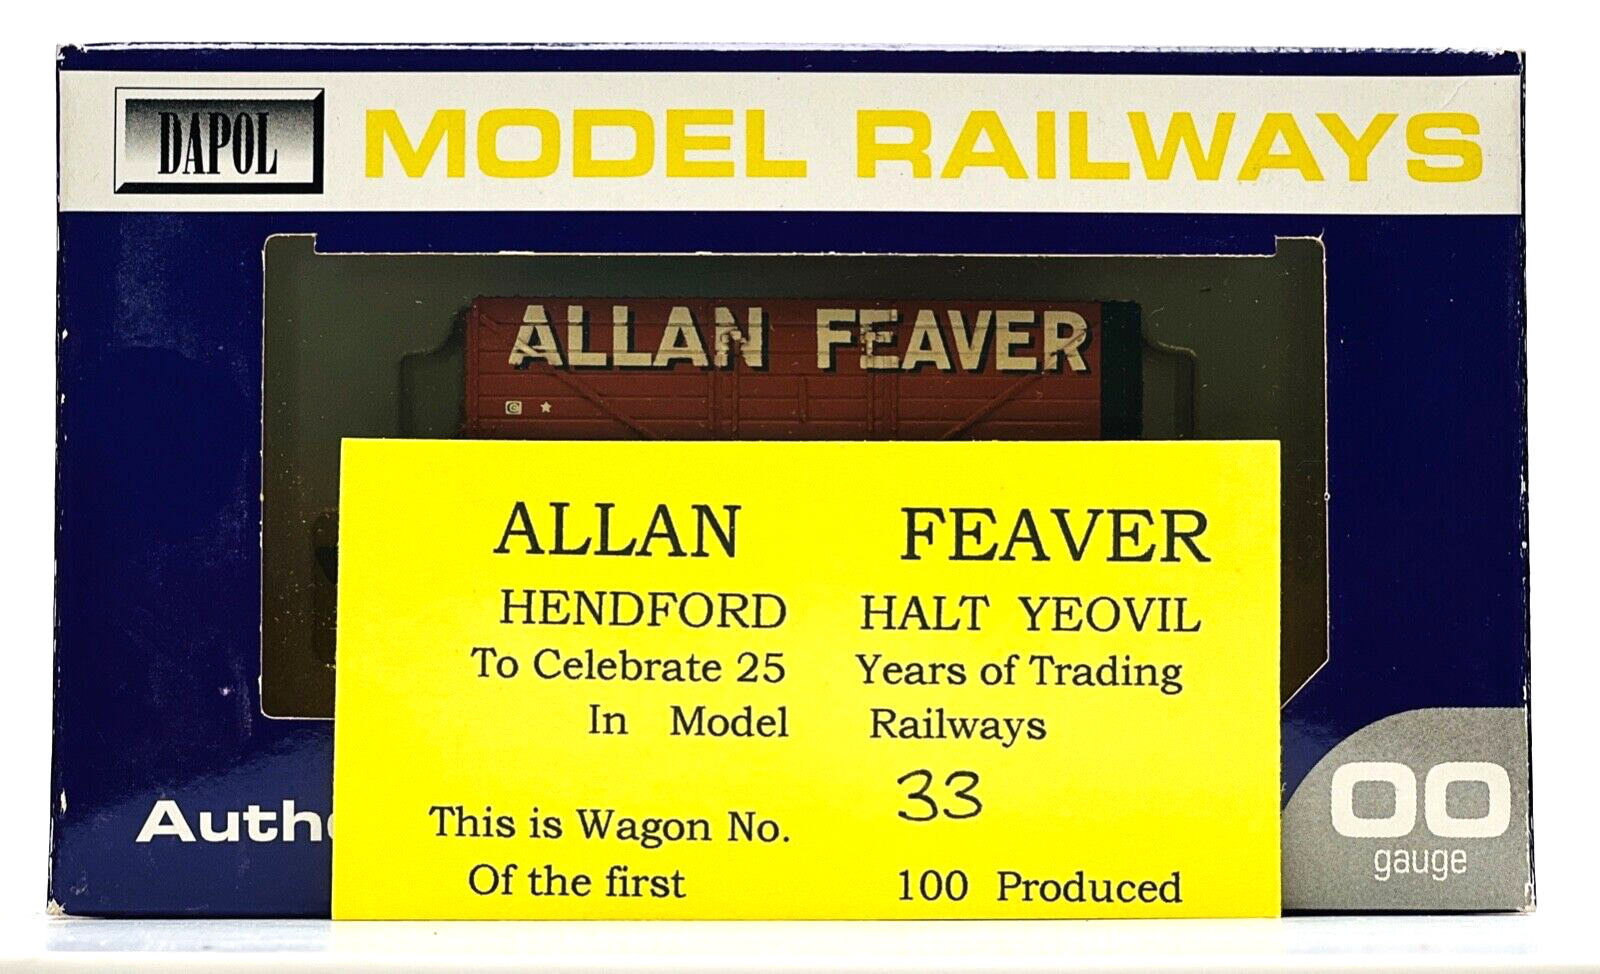 DAPOL MODEL RAILWAYS
ALLAN FEAVER
C
ALLAN FEAVER
HENDFORD HALT YEOVIL
To Celebrate 25 Years of Trading
In Model Railways
This is Wagon No. 33
Of the first 100 Produced
Auth
OO
gauge